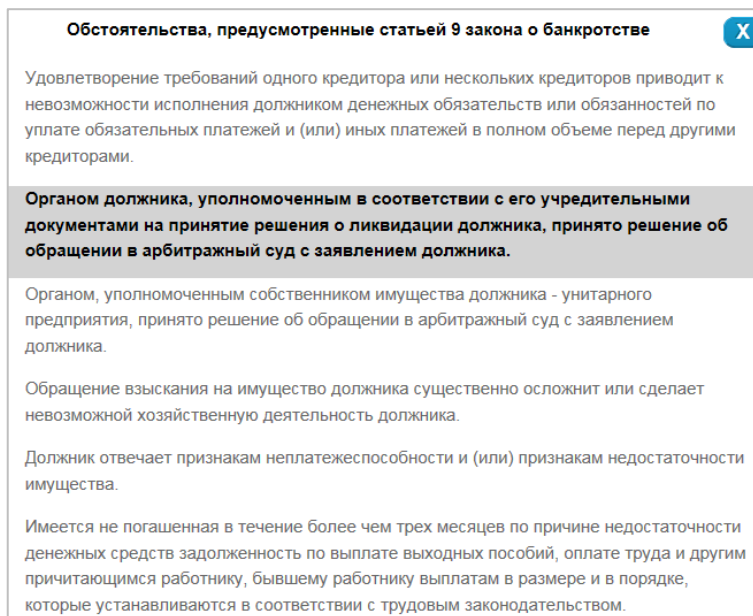 Обстоятельства, предусмотренные статьей 9 закона о банкротстве
X
Удовлетворение требований одного кредитора или нескольких кредиторов приводит к
невозможности исполнения должником денежных обязательств или обязанностей по
уплате обязательных платежей и (или) иных платежей в полном объеме перед другими
кредиторами.
Органом должника, уполномоченным в соответствии с его учредительными
документами на принятие решения о ликвидации должника, принято решение об
обращении в арбитражный суд с заявлением должника.
Органом, уполномоченным собственником имущества должника - унитарного
предприятия, принято решение об обращении в арбитражный суд с заявлением
должника.
Обращение взыскания на имущество должника существенно осложнит или сделает
невозможной хозяйственную деятельность должника.
Должник отвечает признакам неплатежеспособности и (или) признакам недостаточности
имущества.
Имеется не погашенная в течение более чем трех месяцев по причине недостаточности
денежных средств задолженность по выплате выходных пособий, оплате труда и другим
причитающимся работнику, бывшему работнику выплатам в размере и в порядке,
которые устанавливаются в соответствии с трудовым законодательством.